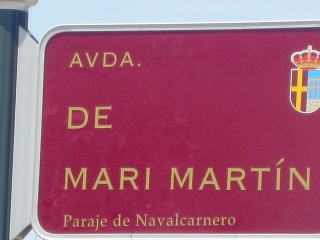 AVDA.
DE
MARI MARTÍN
Paraje de Navalcarnero